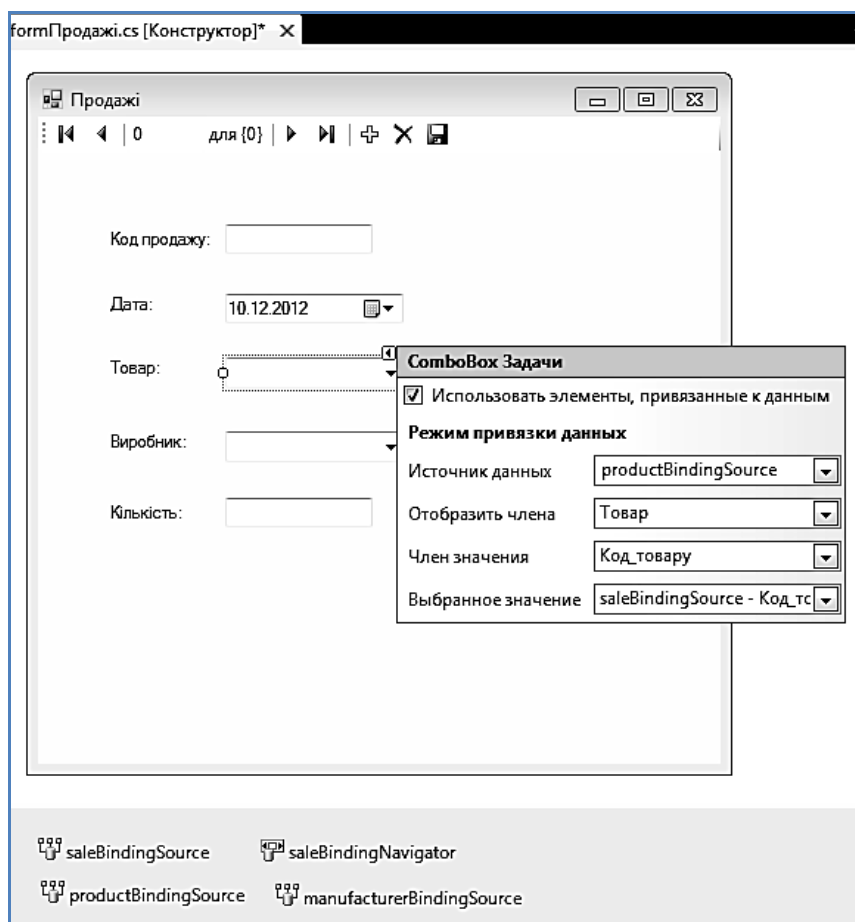 formПродажі.cs [Конструктор]*
Продажі
0 для {0}
Код продажу:
Дата: 10.12.2012
Товар:
ComboBox Задачи
Использовать элементы, привязанные к данным
Режим привязки данных
Источник данных productBindingSource
Отобразить члена Товар
Член значения Код_товару
Выбранное значение saleBindingSource - Код_тс
Виробник:
Кількість:
saleBindingSource saleBindingNavigator
productBindingSource manufacturerBindingSource